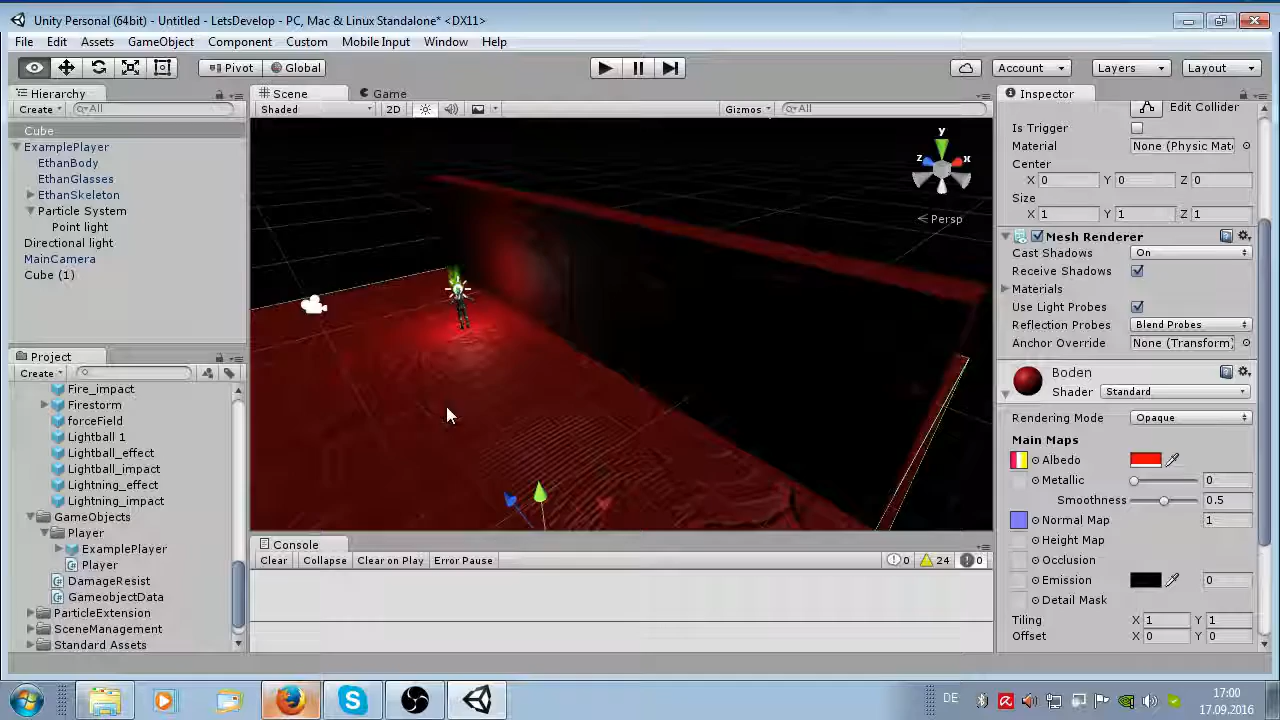 Unity Personal (64bit) - Untitled - LetsDevelop - PC, Mac & Linux Standalone* <DX11>
File Edit Assets GameObject Component Custom Mobile Input Window Help
Pivot Global Account Layers Layout
Hierarchy
Create All
Cube
ExamplePlayer
EthanBody
EthanGlasses
EthanSkeleton
Particle System
Point light
Directional light
MainCamera
Cube (1)
Project
Create
Fire_impact
Firestorm
forceField
Lightball 1
Lightball_effect
Lightball_impact
Lightning_effect
Lightning_impact
GameObjects
Player
ExamplePlayer
Player
DamageResist
GameobjectData
ParticleExtension
SceneManagement
Standard Assets
Scene Game
Shaded 2D Gizmos All
y
z x
Persp
Console
Clear Collapse Clear on Play Error Pause 0 24 0
Inspector
Edit Collider
Is Trigger
Material None (Physic Mat
Center
X 0 Y 0 Z 0
Size
X 1 Y 1 Z 1
Mesh Renderer
Cast Shadows On
Receive Shadows
Materials
Use Light Probes
Reflection Probes Blend Probes
Anchor Override None (Transform)
Boden
Shader Standard
Rendering Mode Opaque
Main Maps
Albedo
Metallic 0
Smoothness 0.5
Normal Map 1
Height Map
Occlusion
Emission 0
Detail Mask
Tiling X 1 Y 1
Offset X 0 Y 0
DE 17:00
17.09.2016